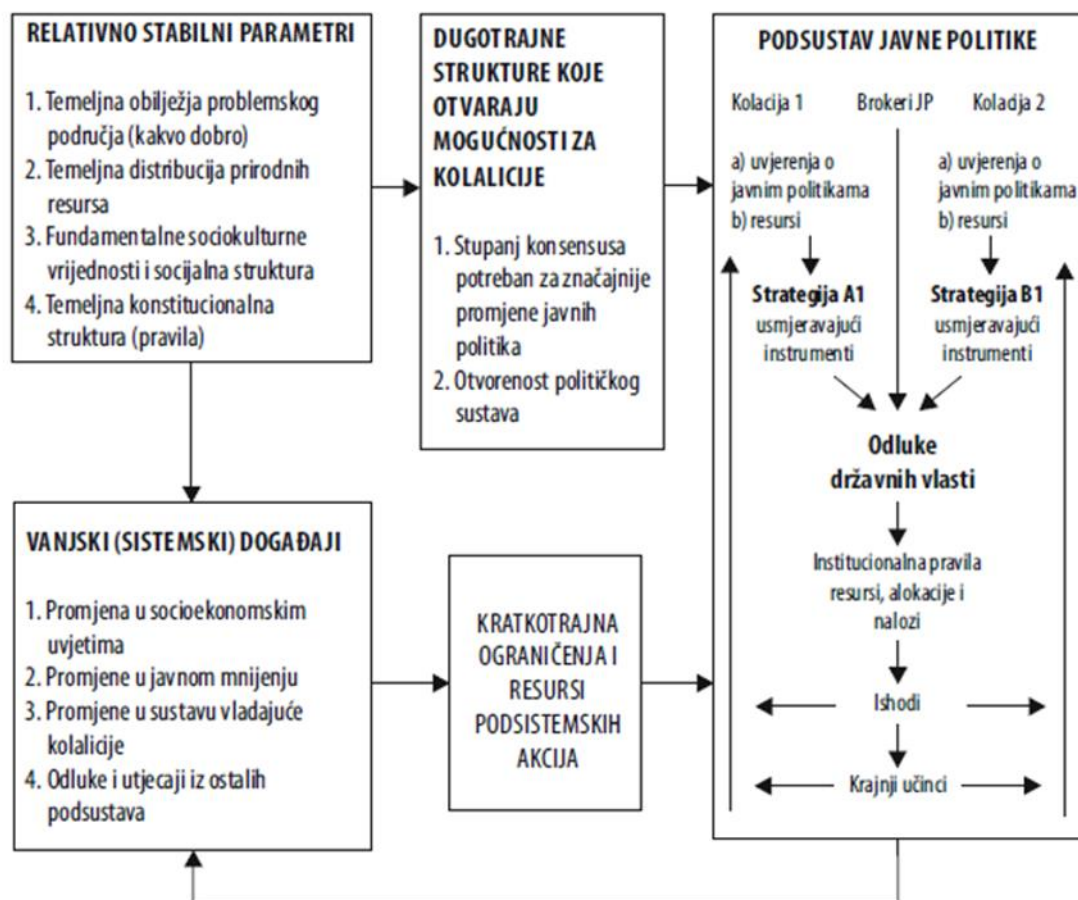 RELATIVNO STABILNI PARAMETRI
1. Temeljna obilježja problemskog
područja (kakvo dobro)
2. Temeljna distribucija prirodnih
resursa
3. Fundamentalne sociokulturne
vrijednosti i socijalna struktura
4. Temeljna konstitucionalna
struktura (pravila)
DUGOTRAJNE
STRUKTURE KOJE
OTVARAJU
MOGUĆNOSTI ZA
KOLALICIJE
1. Stupanj konsensusa
potreban za značajnije
promjene javnih
politika
2. Otvorenost političkog
sustava
PODSUSTAV JAVNE POLITIKE
Kolacija 1 Brokeri JP Koladja 2
a) uvjerenja o
javnim politikama
b) resursi
a) uvjerenja o
javnim politikama
b) resursi
Strategija A1
usmjeravajući
instrumenti
Strategija B1
usmjeravajući
instrumenti
Odluke
državnih vlasti
Institucionalna pravila
resursi, alokacije i
nalozi
Ishodi
Krajnji učinci
VANJSKI (SISTEMSKI) DOGAĐAJI
1. Promjena u socioekonomskim
uvjetima
2. Promjene u javnom mnijenju
3. Promjene u sustavu vladajuće
kolalicije
4. Odluke i utjecaji iz ostalih
podsustava
KRATKOTRAJNA
OGRANIČENJA I
RESURSI
PODSISTEMSKIH
AKCIJA